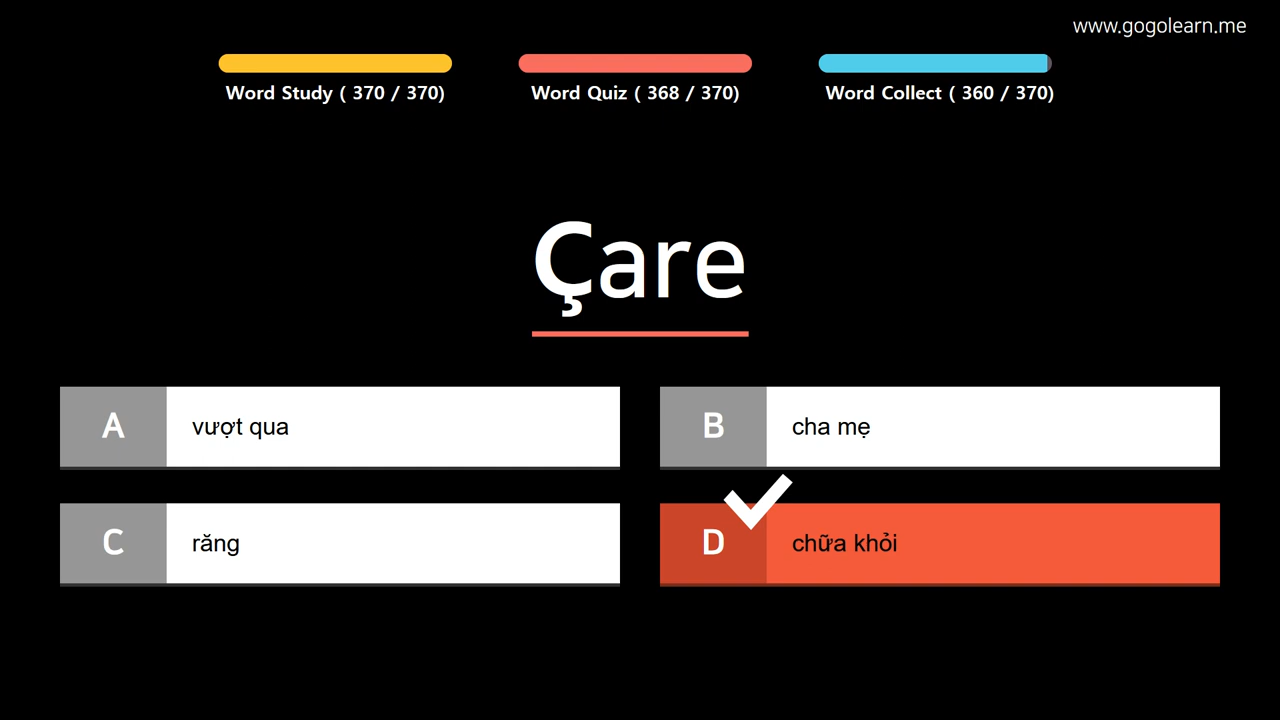 www.gogolearn.me
Word Study ( 370 / 370)
Word Quiz ( 368 / 370)
Word Collect ( 360 / 370)
Çare
A vượt qua
B cha mẹ
C răng
D chữa khỏi